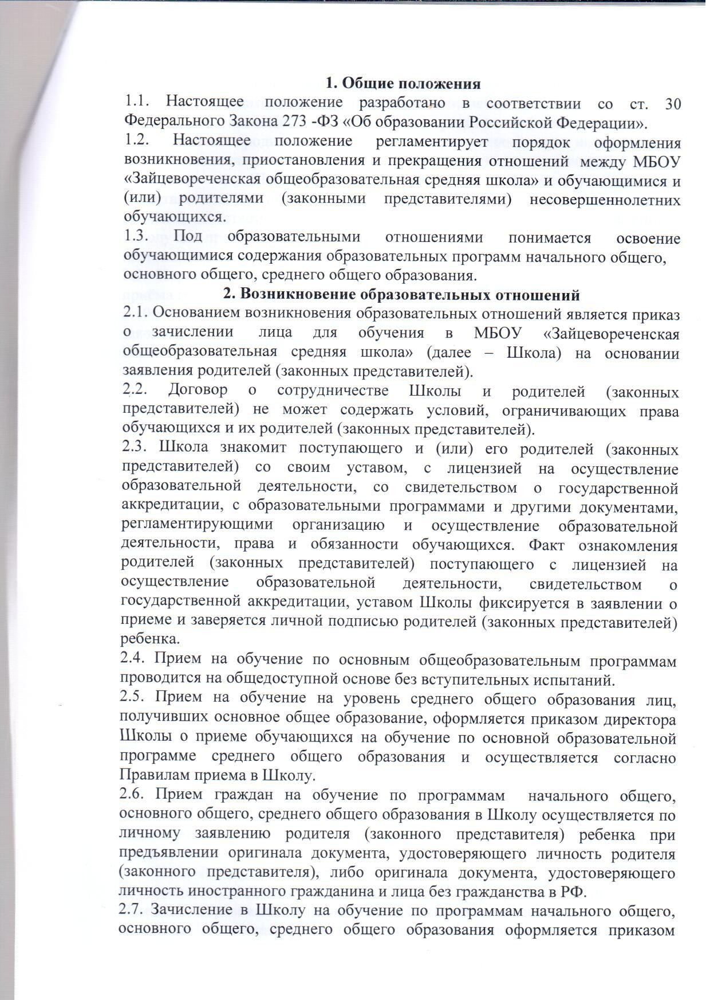 1. Общие положения
1.1. Настоящее положение разработано в соответствии со ст. 30
Федерального Закона 273 -ФЗ «Об образовании Российской Федерации».
1.2. Настоящее положение регламентирует порядок оформления
возникновения, приостановления и прекращения отношений между МБОУ
«Зайцевореченская общеобразовательная средняя школа» и обучающимися и
(или) родителями (законными представителями) несовершеннолетних
обучающихся.
1.3. Под образовательными отношениями понимается освоение
обучающимися содержания образовательных программ начального общего,
основного общего, среднего общего образования.
2. Возникновение образовательных отношений
2.1. Основанием возникновения образовательных отношений является приказ
о зачислении лица для обучения в МБОУ «Зайцевореченская
общеобразовательная средняя школа» (далее – Школа) на основании
заявления родителей (законных представителей).
2.2. Договор о сотрудничестве Школы и родителей (законных
представителей) не может содержать условий, ограничивающих права
обучающихся и их родителей (законных представителей).
2.3. Школа знакомит поступающего и (или) его родителей (законных
представителей) со своим уставом, с лицензией на осуществление
образовательной деятельности, со свидетельством о государственной
аккредитации, с образовательными программами и другими документами,
регламентирующими организацию и осуществление образовательной
деятельности, права и обязанности обучающихся. Факт ознакомления
родителей (законных представителей) поступающего с лицензией на
осуществление образовательной деятельности, свидетельством о
государственной аккредитации, уставом Школы фиксируется в заявлении о
приеме и заверяется личной подписью родителей (законных представителей)
ребенка.
2.4. Прием на обучение по основным общеобразовательным программам
проводится на общедоступной основе без вступительных испытаний.
2.5. Прием на обучение на уровень среднего общего образования лиц,
получивших основное общее образование, оформляется приказом директора
Школы о приеме обучающихся на обучение по основной образовательной
программе среднего общего образования и осуществляется согласно
Правилам приема в Школу.
2.6. Прием граждан на обучение по программам начального общего,
основного общего, среднего общего образования в Школу осуществляется по
личному заявлению родителя (законного представителя) ребенка при
предъявлении оригинала документа, удостоверяющего личность родителя
(законного представителя), либо оригинала документа, удостоверяющего
личность иностранного гражданина и лица без гражданства в РФ.
2.7. Зачисление в Школу на обучение по программам начального общего,
основного общего, среднего общего образования оформляется приказом